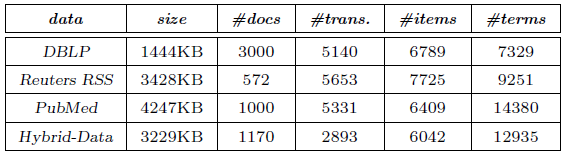 data size #docs #trans. #items #terms
DBLP 1444KB 3000 5140 6789 7329
Reuters RSS 3428KB 572 5653 7725 9251
PubMed 4247KB 1000 5331 6409 14380
Hybrid-Data 3229KB 1170 2893 6042 12935